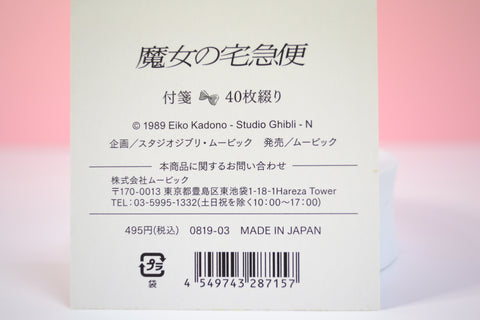 魔女の宅急便
付箋 40枚綴り
© 1989 Eiko Kadono - Studio Ghibli - N
企画／スタジオジブリ・ムービック 発売／ムービック
本商品に関するお問い合わせ
株式会社ムービック
〒170-0013 東京都豊島区東池袋1-18-1Hareza Tower
TEL：03-5995-1332(土日祝を除く10:00～17:00)
495円(税込) 0819-03 MADE IN JAPAN
プラ
袋
4 549743 287157